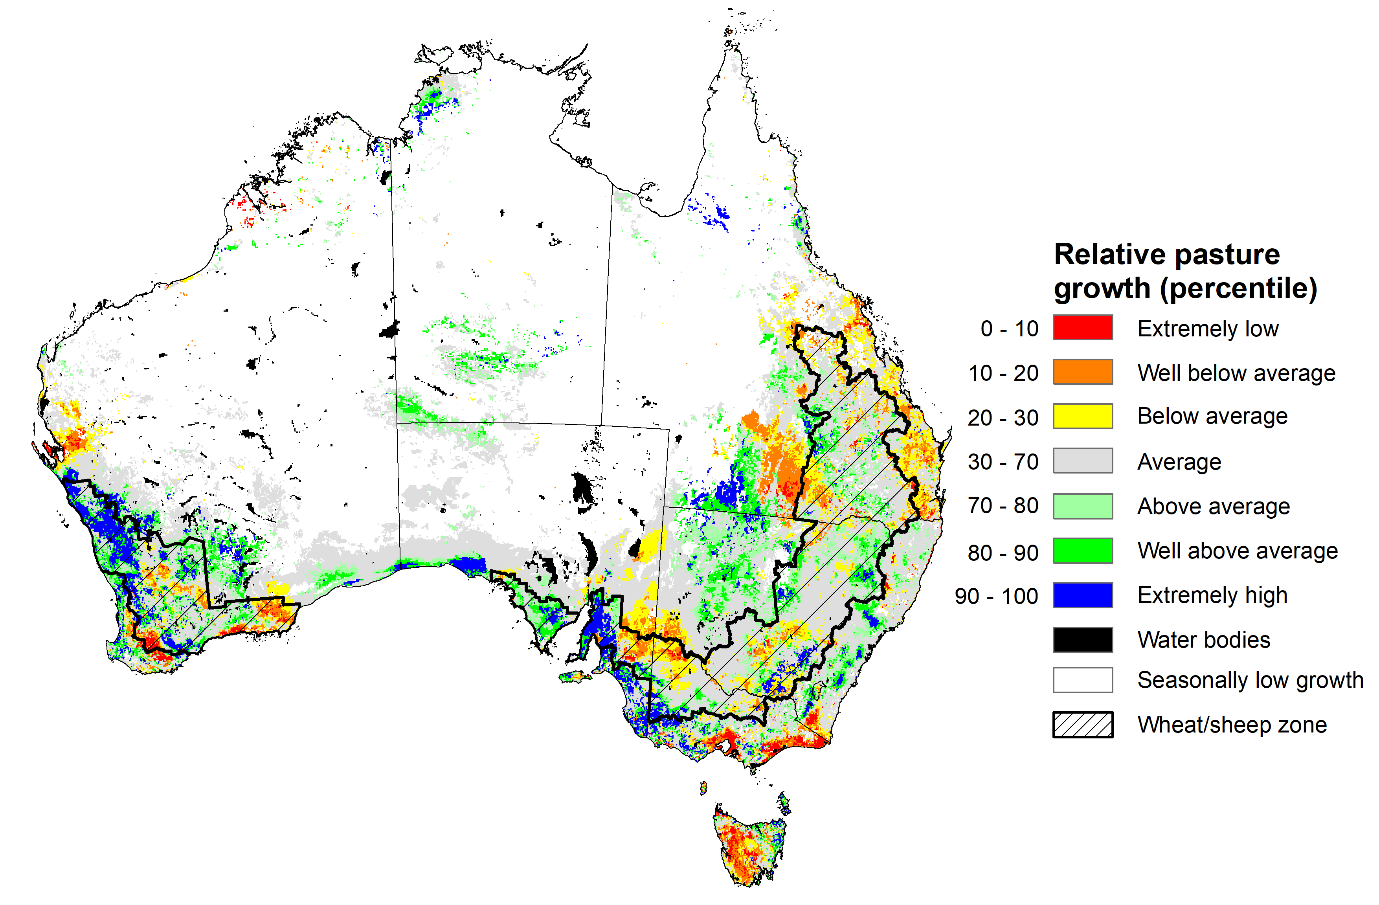 Relative pasture
growth (percentile)
0 - 10 Extremely low
10 - 20 Well below average
20 - 30 Below average
30 - 70 Average
70 - 80 Above average
80 - 90 Well above average
90 - 100 Extremely high
Water bodies
Seasonally low growth
Wheat/sheep zone